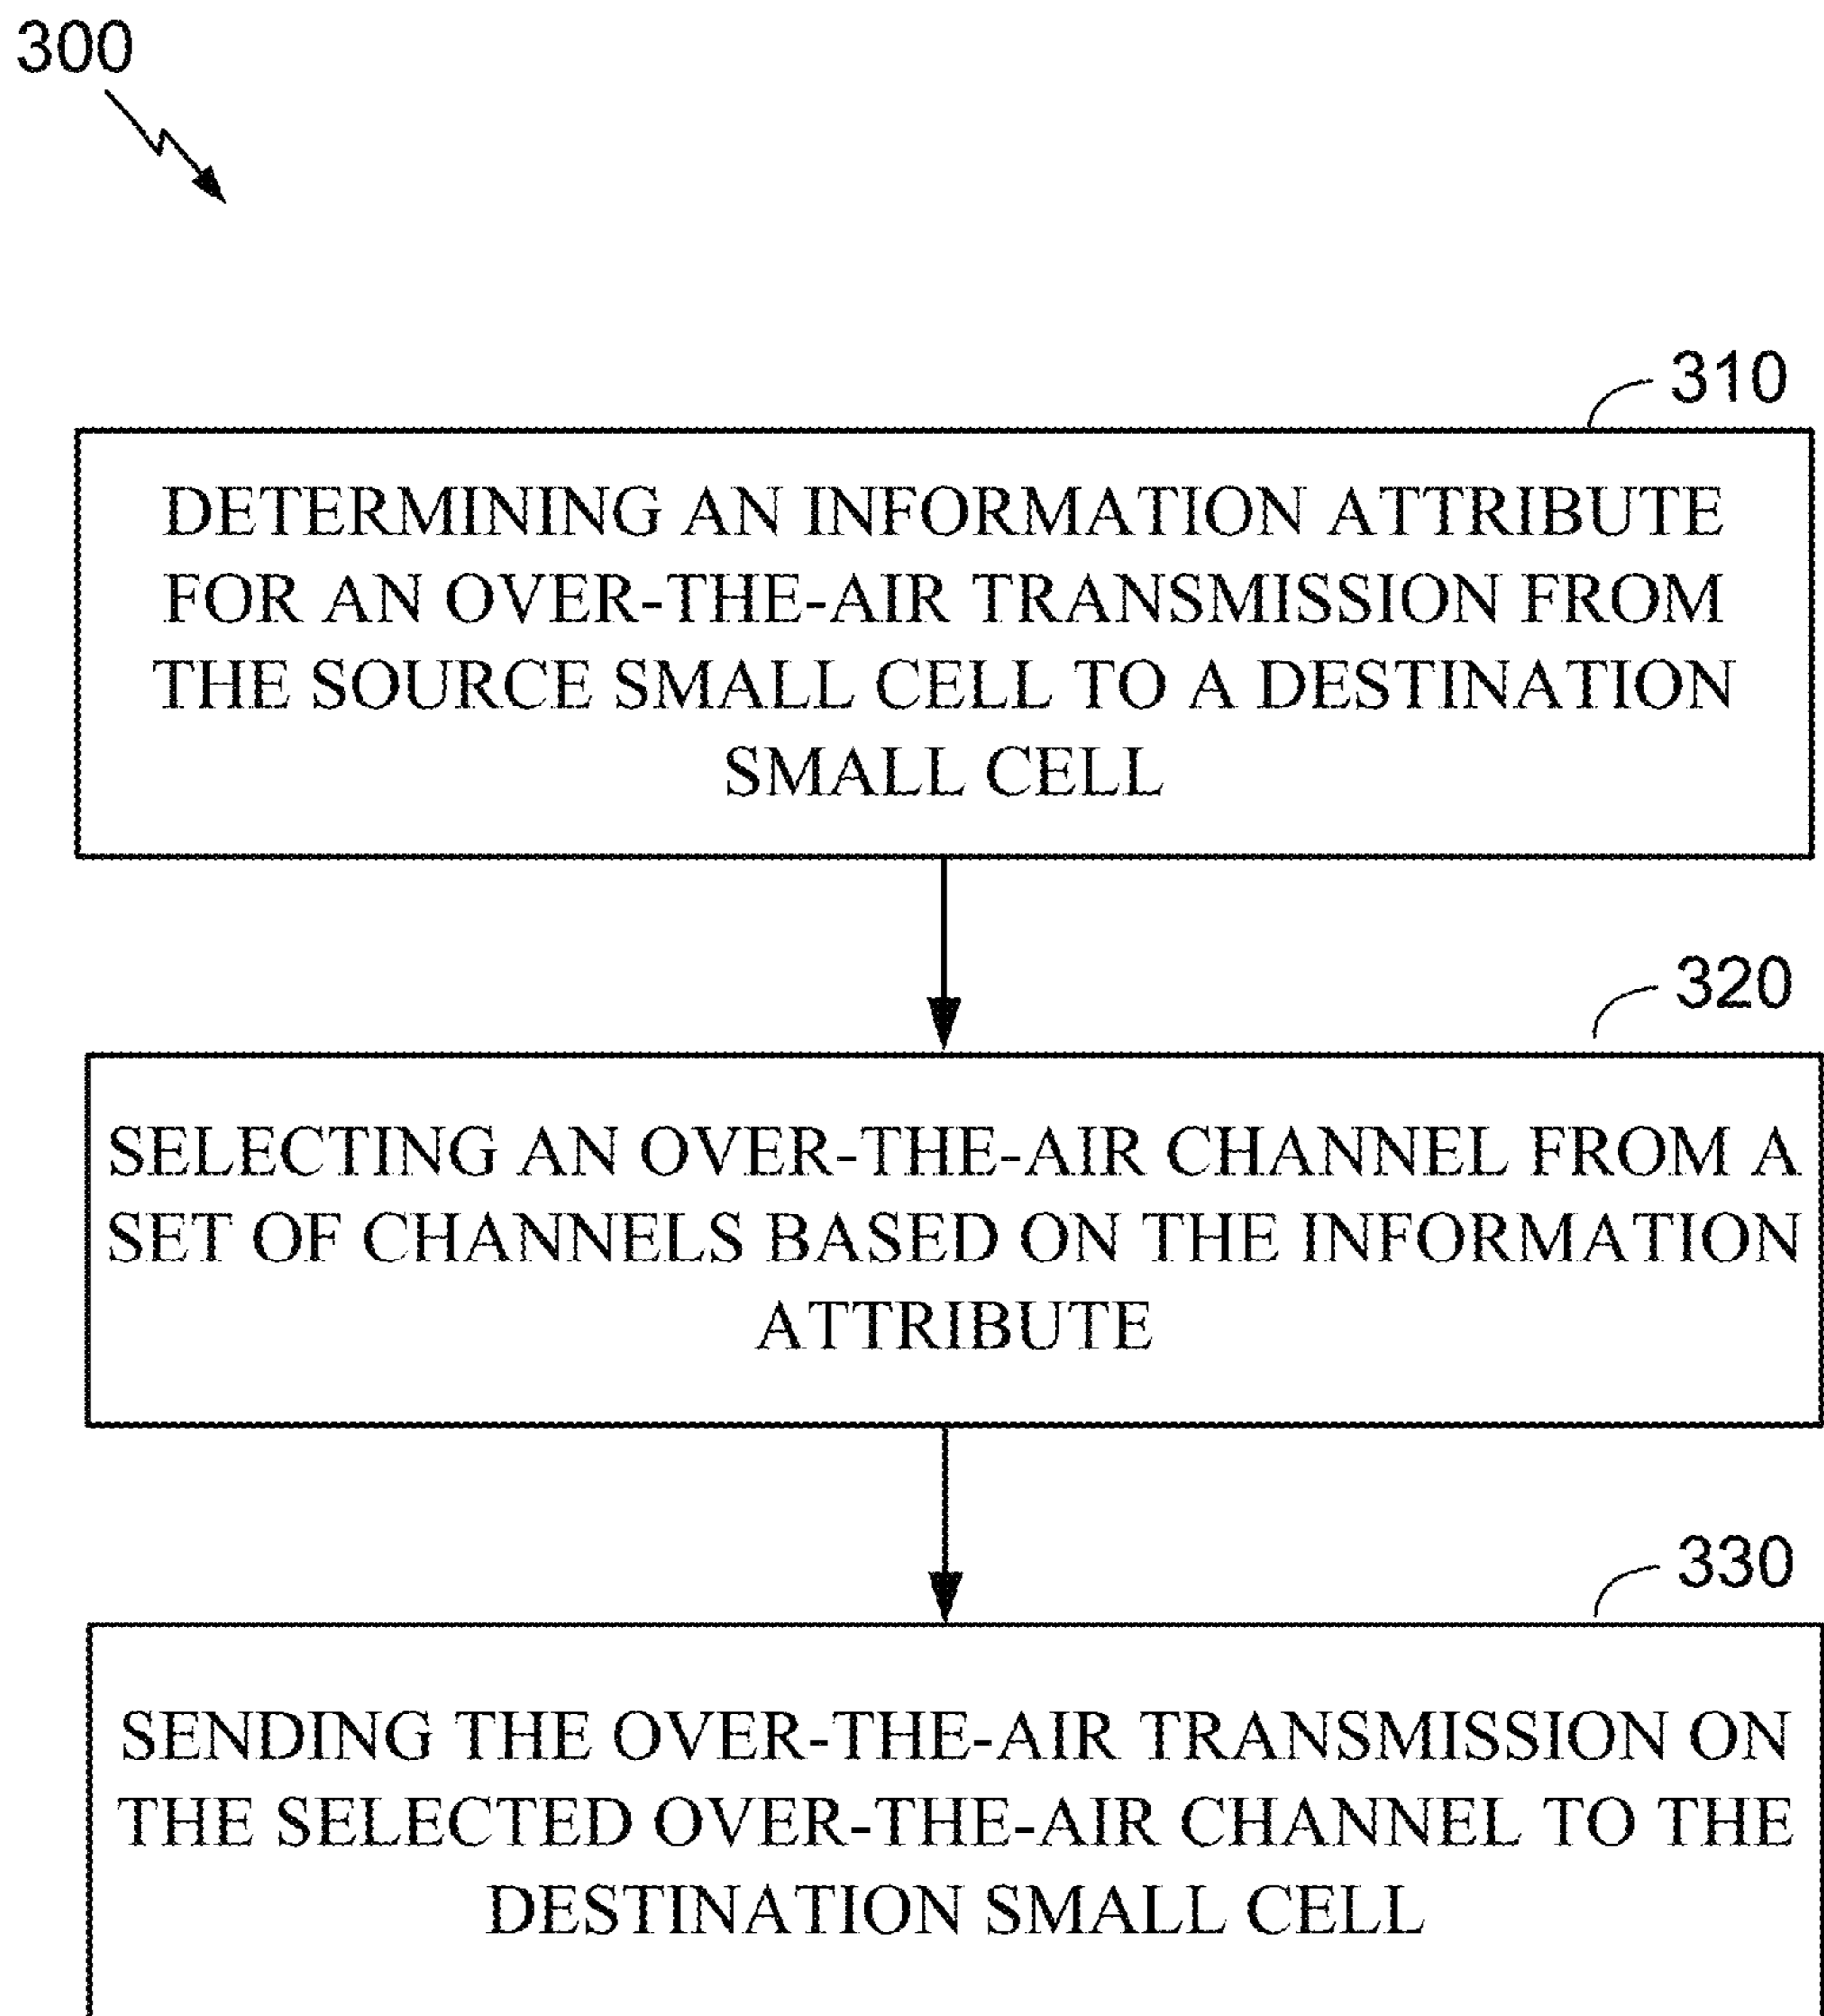 300
310
DETERMINING AN INFORMATION ATTRIBUTE
FOR AN OVER-THE-AIR TRANSMISSION FROM
THE SOURCE SMALL CELL TO A DESTINATION
SMALL CELL
320
SELECTING AN OVER-THE-AIR CHANNEL FROM A
SET OF CHANNELS BASED ON THE INFORMATION
ATTRIBUTE
330
SENDING THE OVER-THE-AIR TRANSMISSION ON
THE SELECTED OVER-THE-AIR CHANNEL TO THE
DESTINATION SMALL CELL